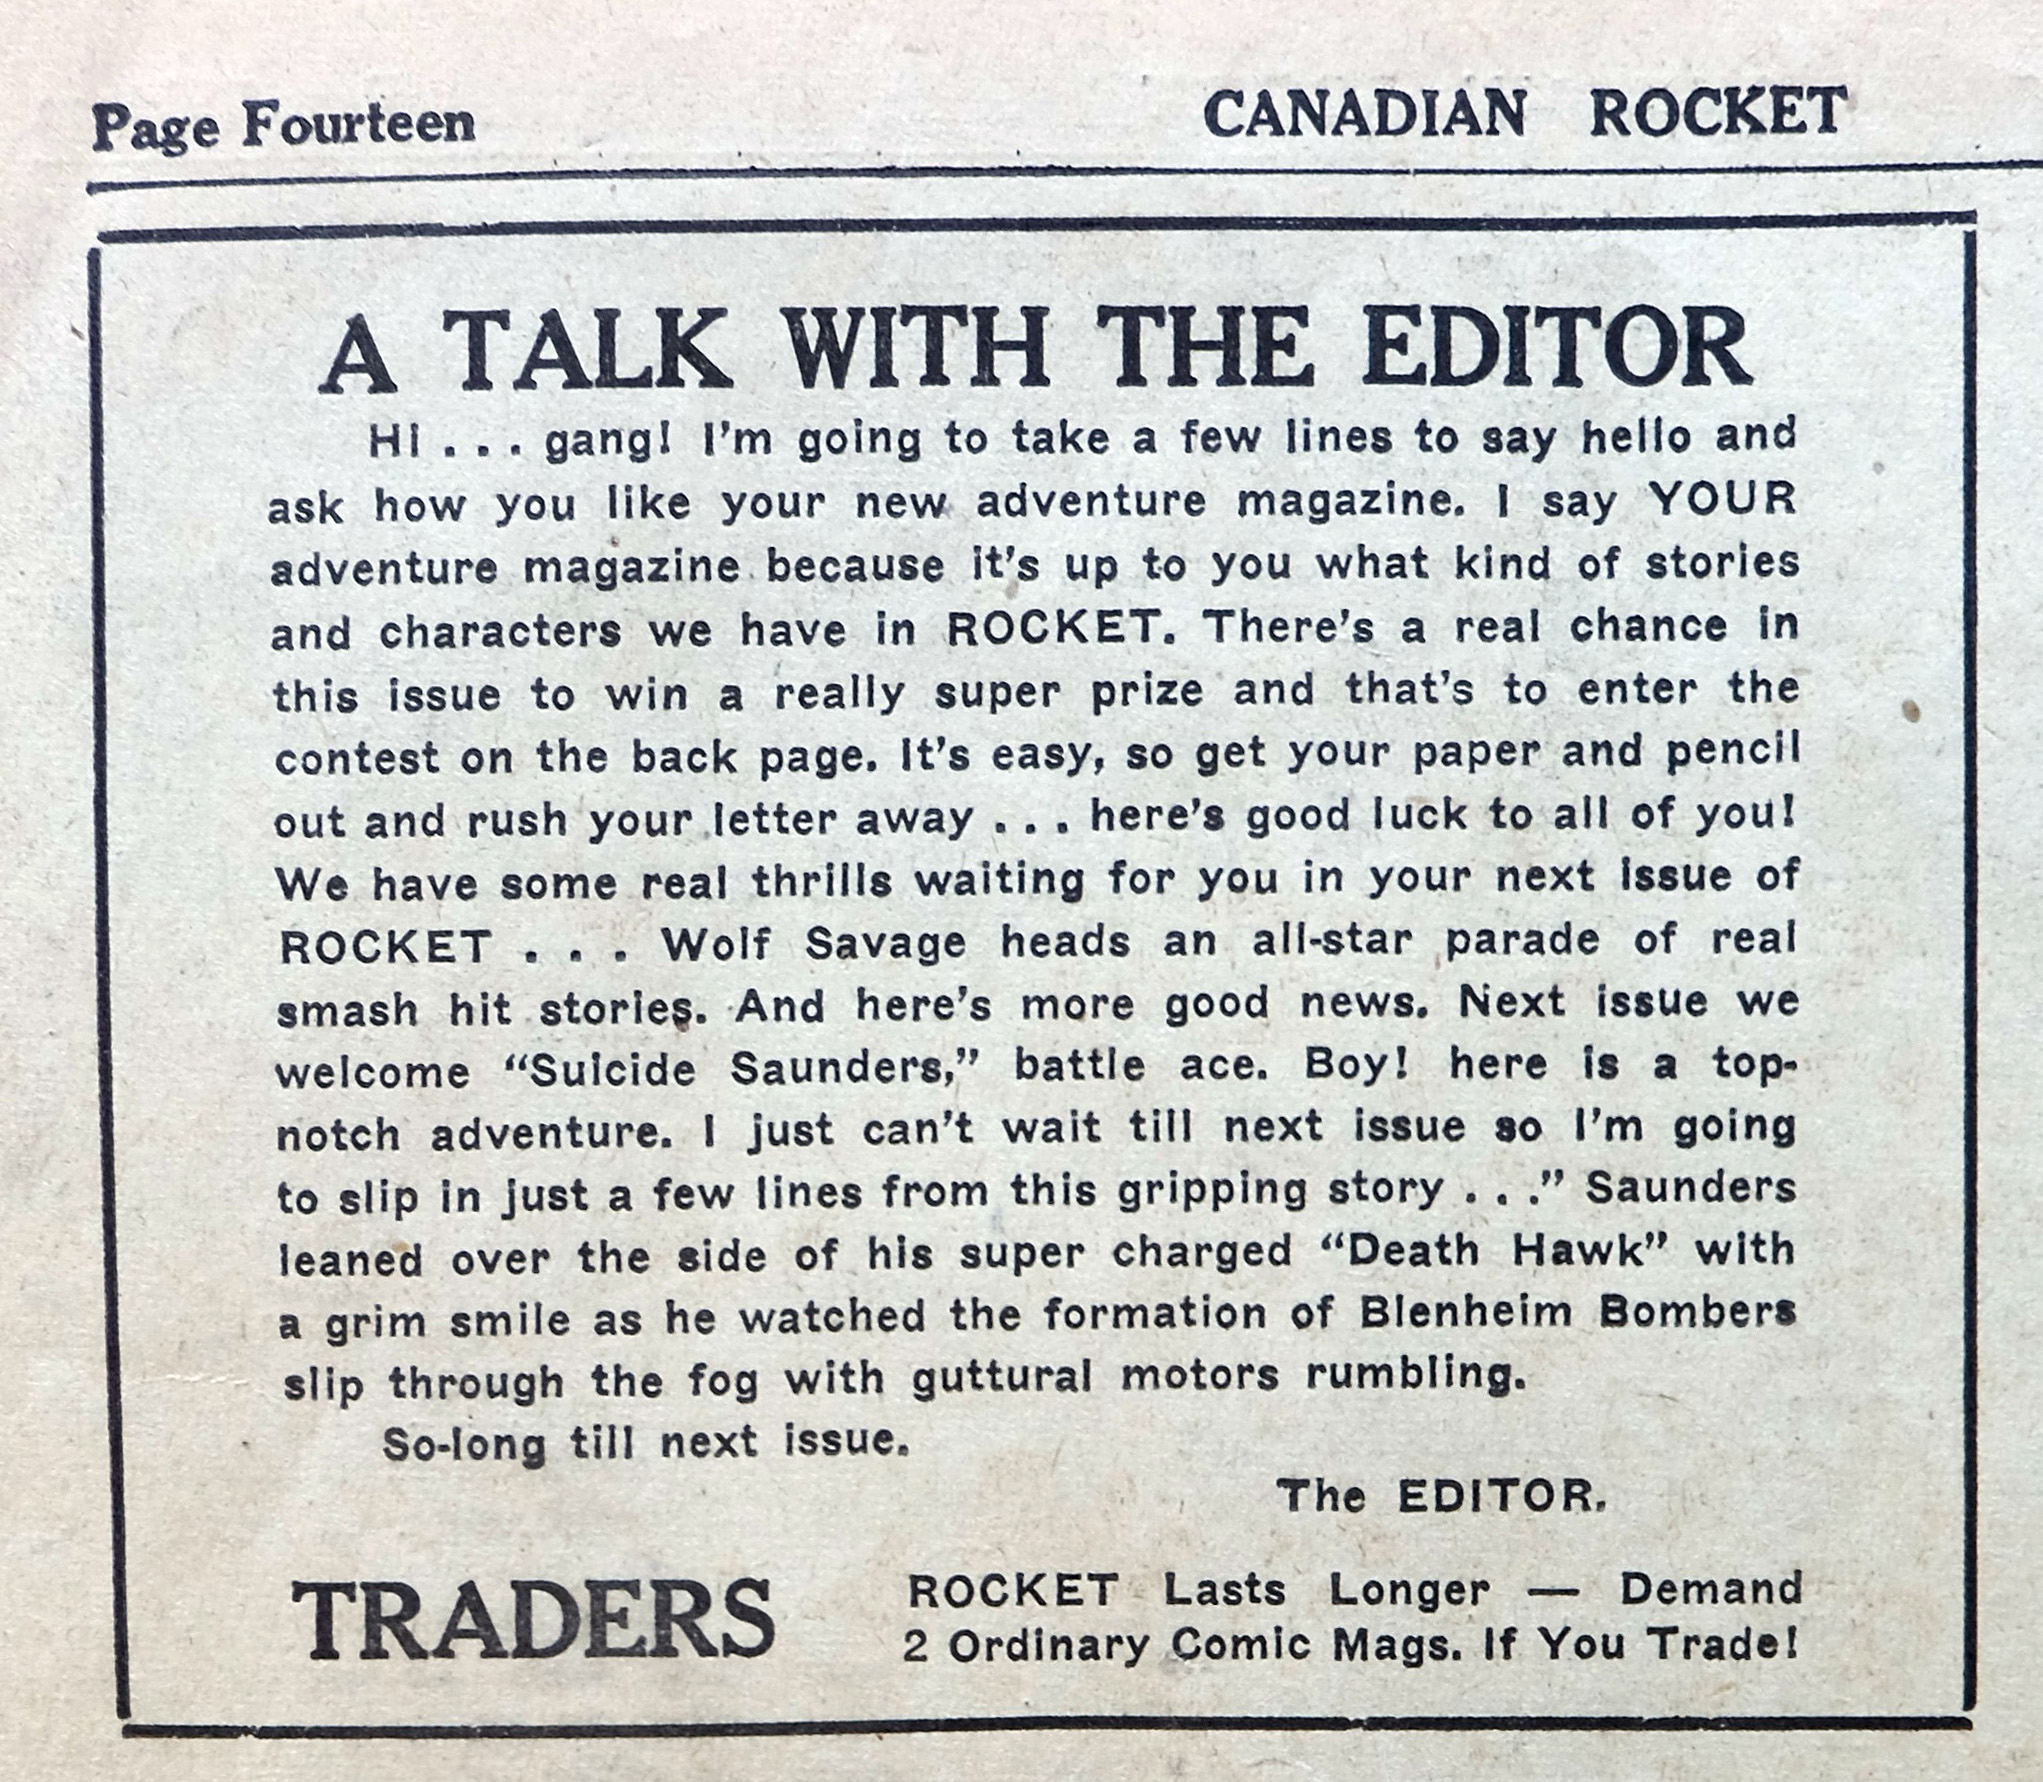 Page Fourteen CANADIAN ROCKET
A TALK WITH THE EDITOR
Hi . . . gang! I'm going to take a few lines to say hello and
ask how you like your new adventure magazine. I say YOUR
adventure magazine because it's up to you what kind of stories
and characters we have in ROCKET. There's a real chance in
this issue to win a really super prize and that's to enter the
contest on the back page. It's easy, so get your paper and pencil
out and rush your letter away . . . here's good luck to all of you!
We have some real thrills waiting for you in your next issue of
ROCKET . . . Wolf Savage heads an all-star parade of real
smash hit stories. And here's more good news. Next issue we
welcome “Suicide Saunders,” battle ace. Boy! here is a top-
notch adventure. I just can't wait till next issue so I'm going
to slip in just a few lines from this gripping story . . .” Saunders
leaned over the side of his super charged “Death Hawk” with
a grim smile as he watched the formation of Blenheim Bombers
slip through the fog with guttural motors rumbling.
So-long till next issue.
The EDITOR.
TRADERS
ROCKET Lasts Longer — Demand
2 Ordinary Comic Mags. If You Trade!